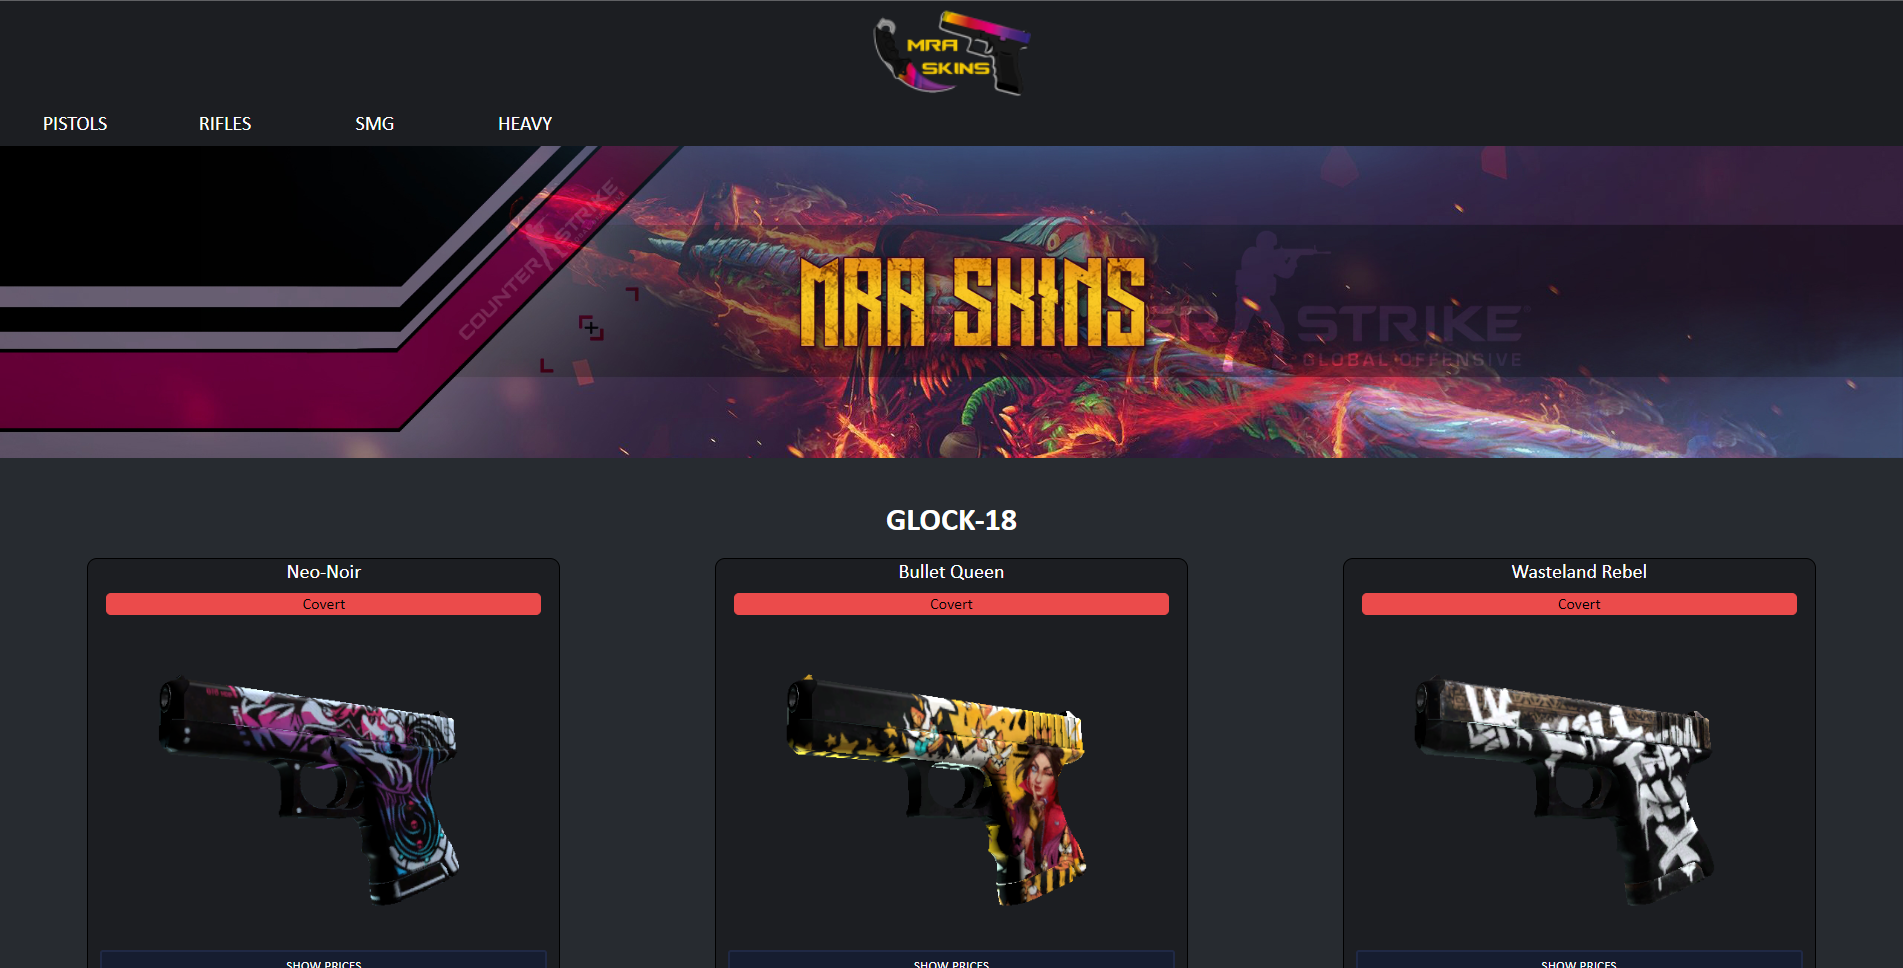 MRA
SKINS
PISTOLS
RIFLES
SMG
HEAVY
COUNTER STRIKE
MRA SKINS
STRIKE
GLOBAL OFFENSIVE
GLOCK-18
Neo-Noir
Covert
SHOW PRICES
Bullet Queen
Covert
SHOW PRICES
Wasteland Rebel
Covert
SHOW PRICES